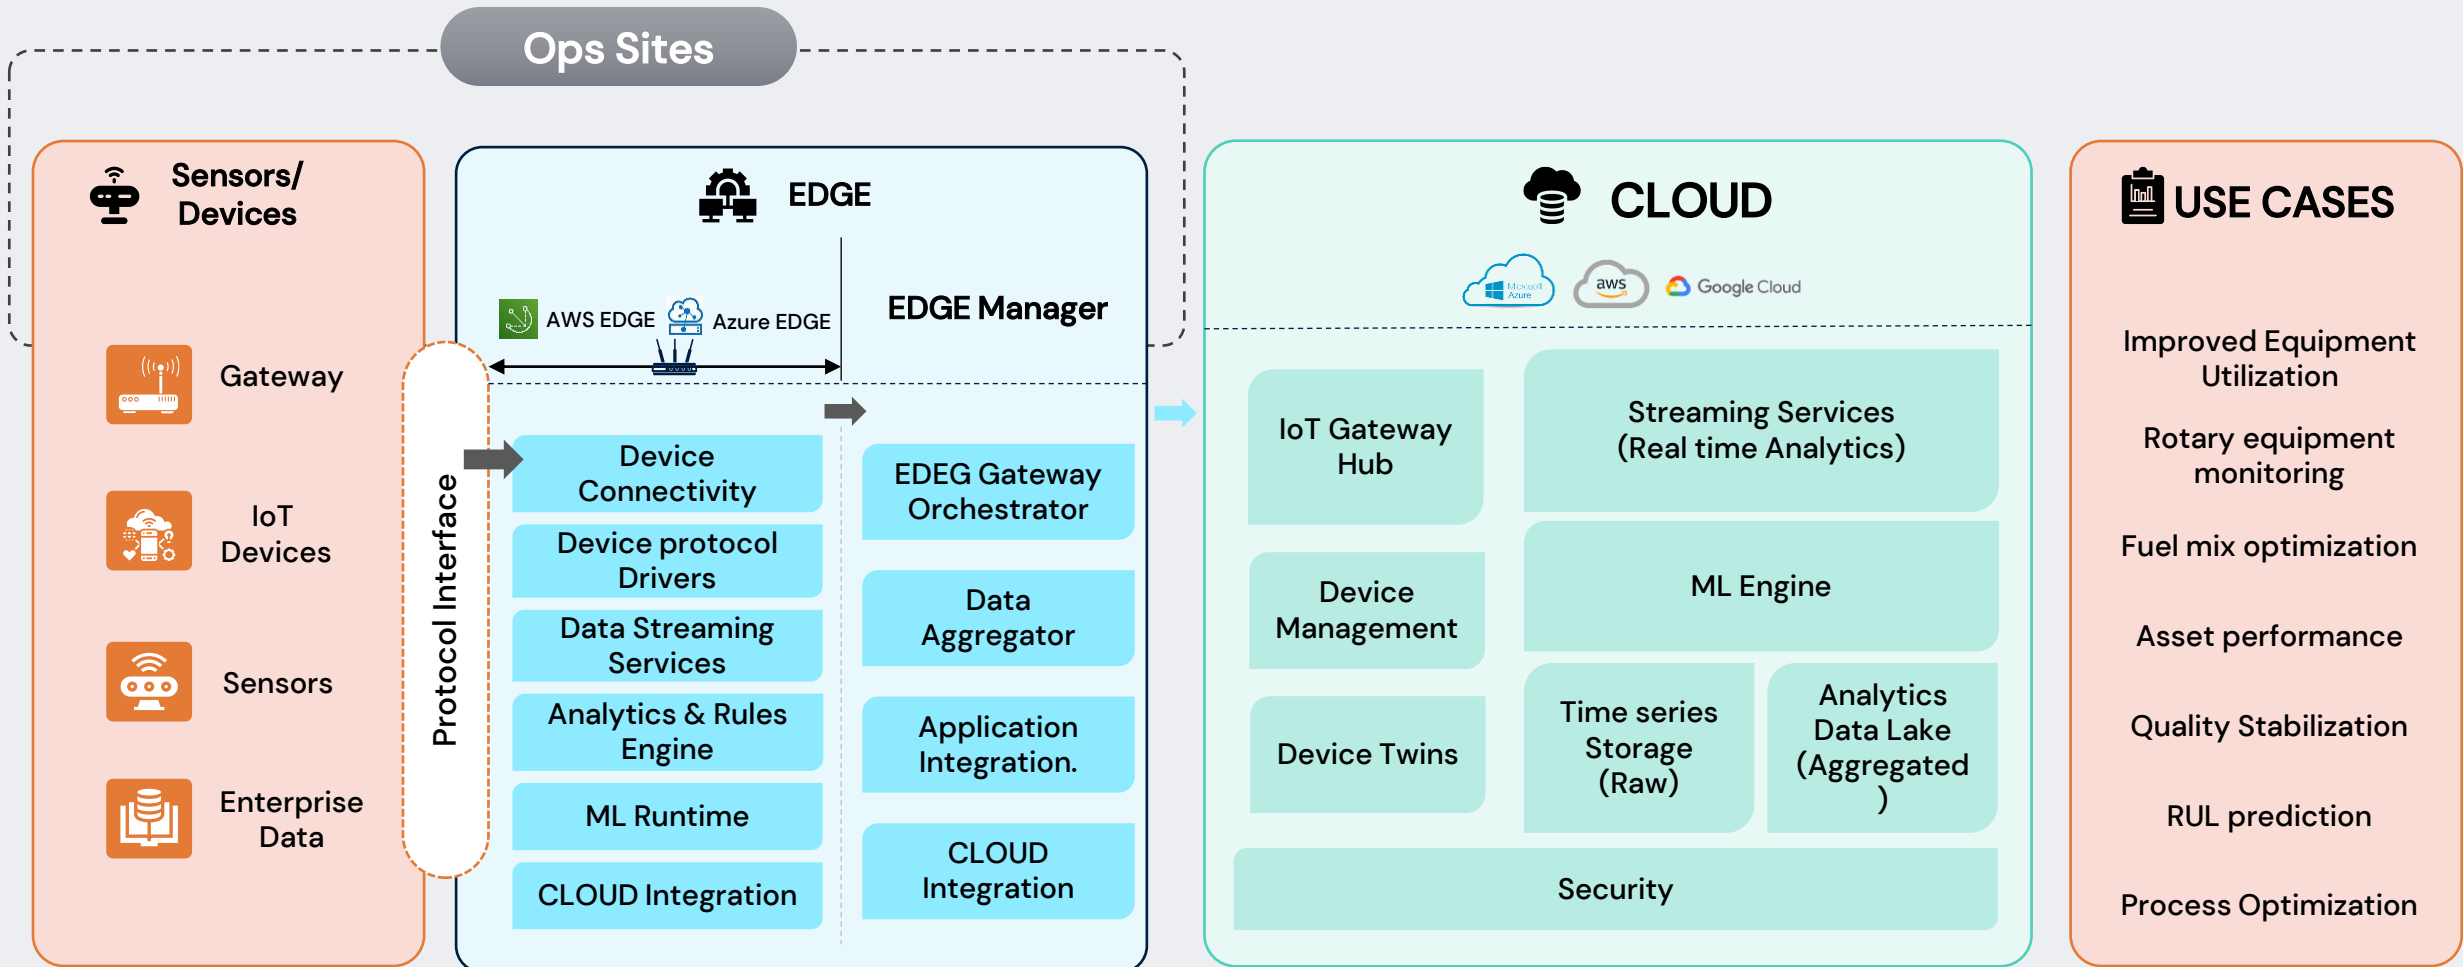 Ops Sites
Sensors/
Devices
Gateway
IoT
Devices
Sensors
Enterprise
Data
Protocol Interface
EDGE
AWS EDGE
Azure EDGE
EDGE Manager
Device
Connectivity
Device protocol
Drivers
Data Streaming
Services
Analytics & Rules
Engine
ML Runtime
CLOUD Integration
EDEG Gateway
Orchestrator
Data
Aggregator
Application
Integration.
CLOUD
Integration
CLOUD
Microsoft
Azure
aws
Google Cloud
IoT Gateway
Hub
Device
Management
Device Twins
Streaming Services
(Real time Analytics)
ML Engine
Time series
Storage
(Raw)
Analytics
Data Lake
(Aggregated
)
Security
USE CASES
Improved Equipment
Utilization
Rotary equipment
monitoring
Fuel mix optimization
Asset performance
Quality Stabilization
RUL prediction
Process Optimization